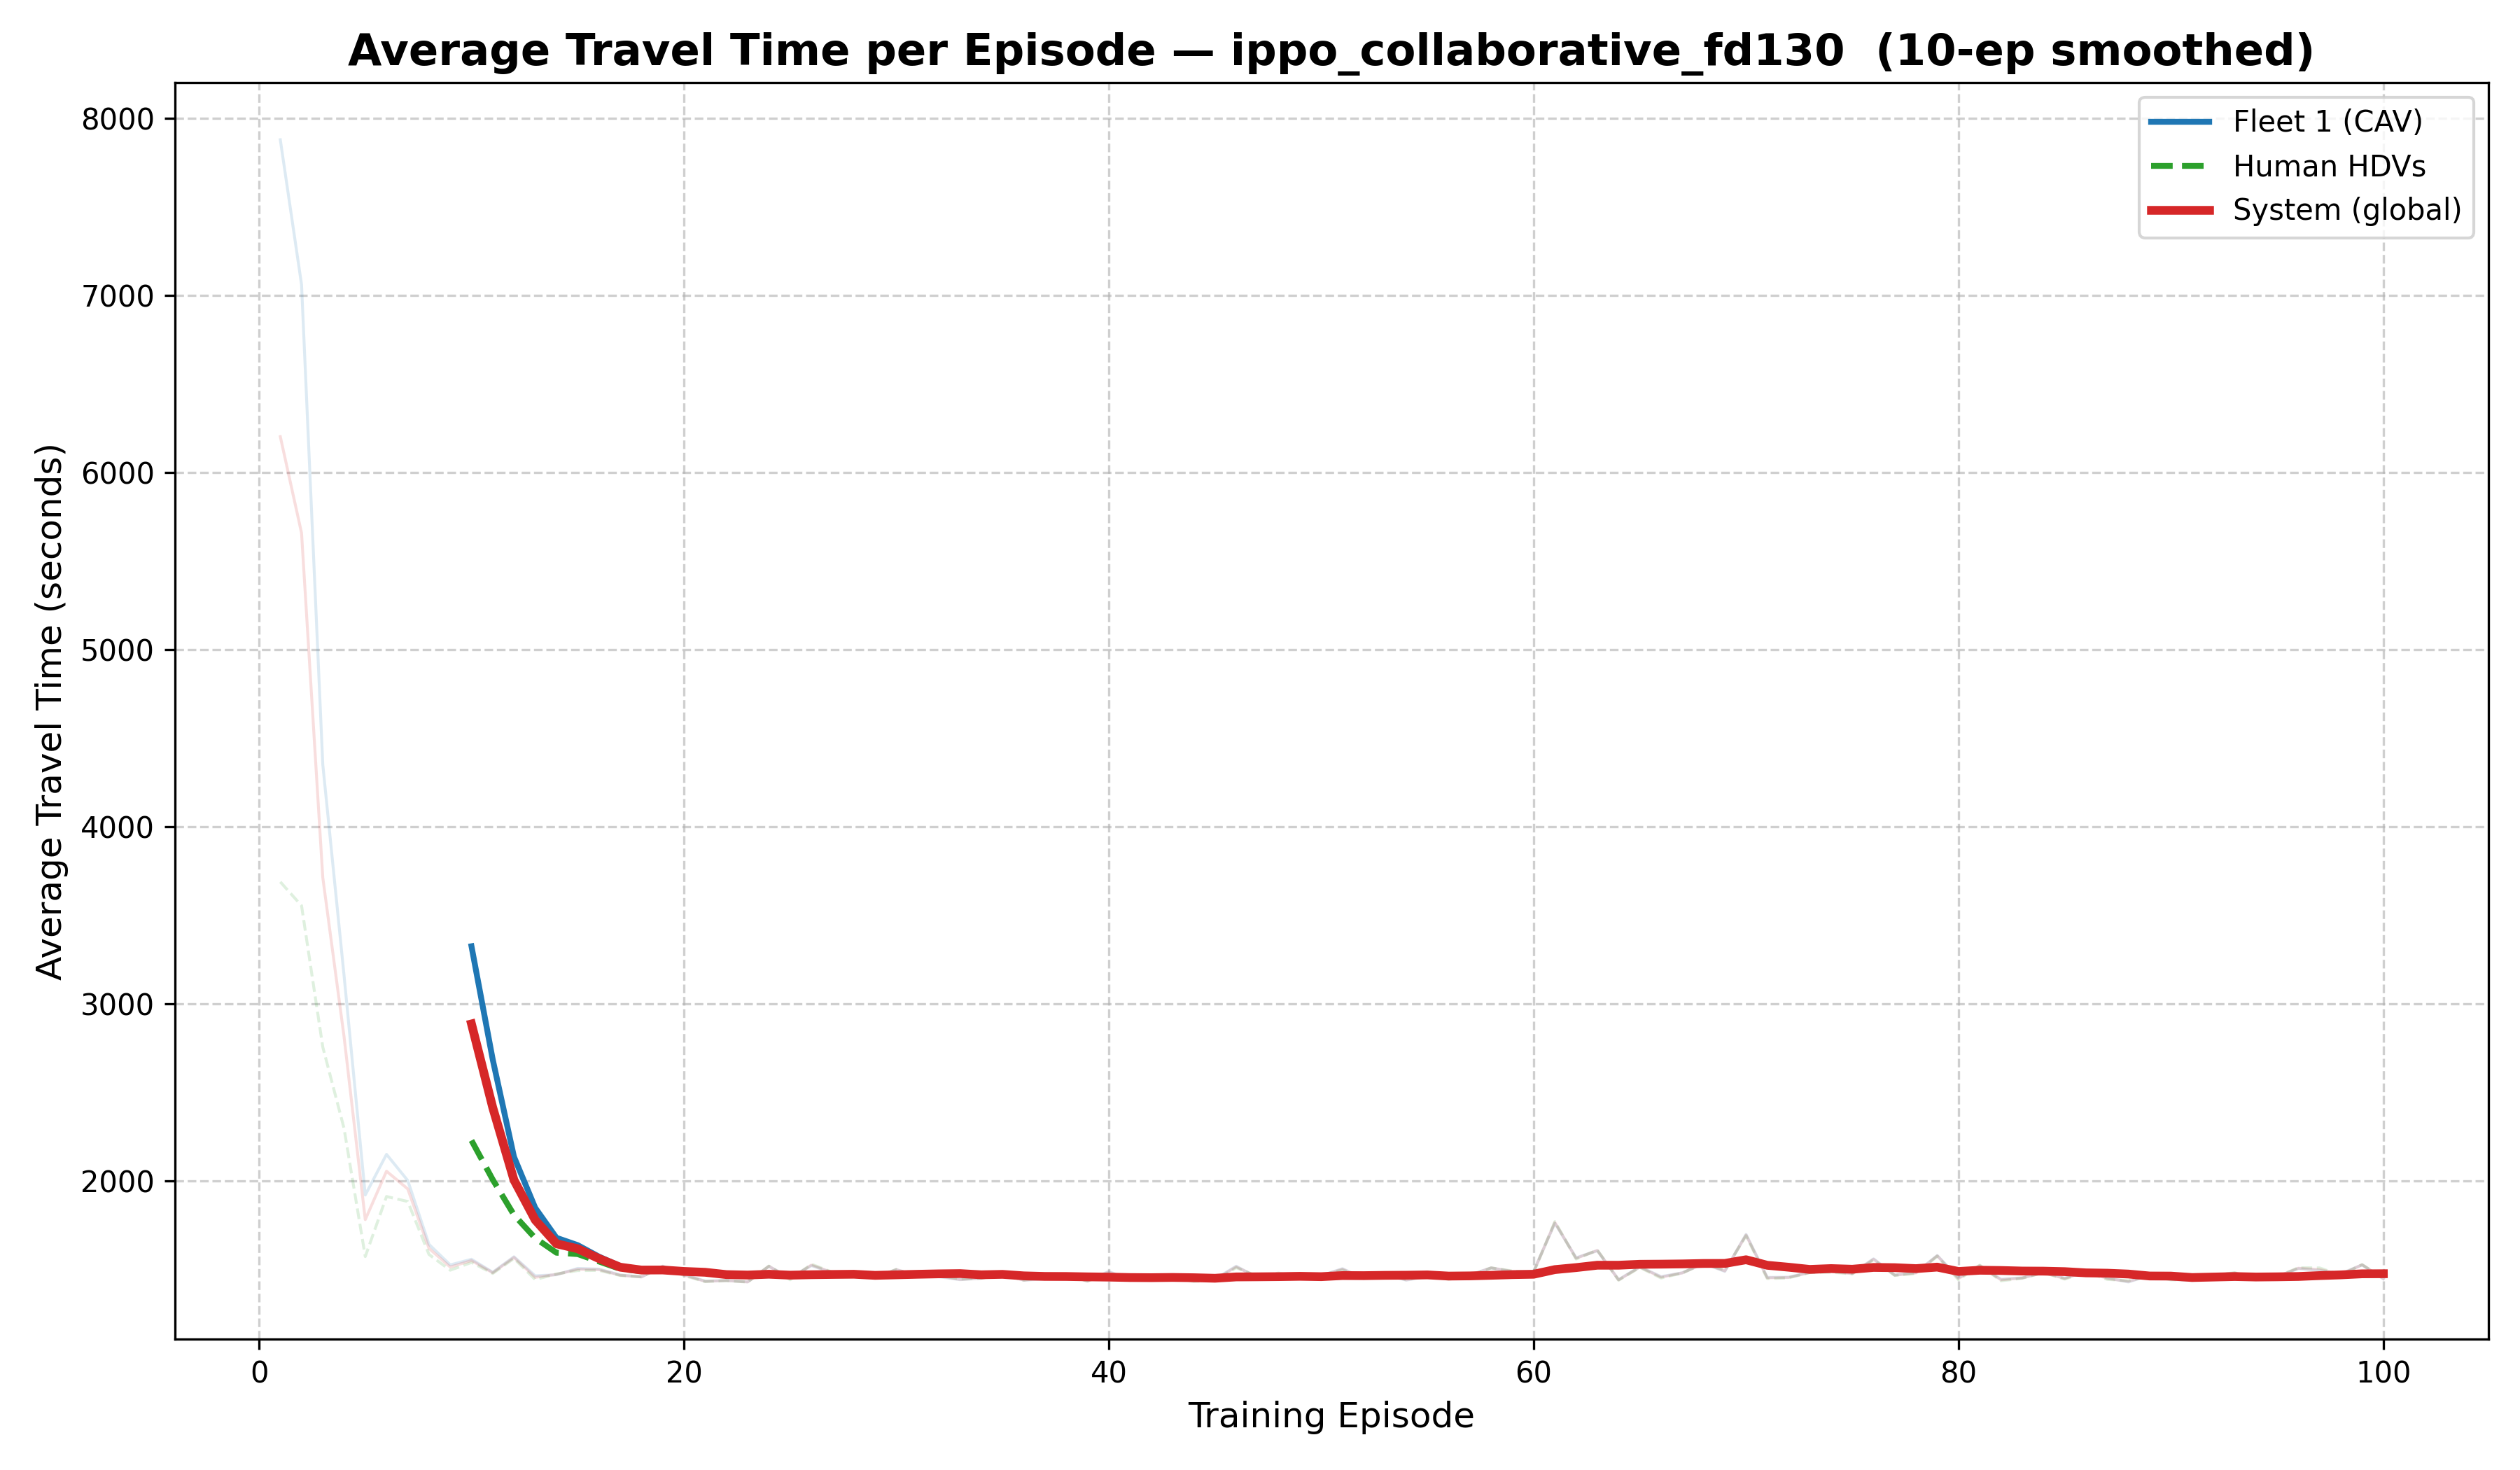 Average Travel Time per Episode — ippo_collaborative_fd130  (10-ep smoothed)
Fleet 1 (CAV)
Human HDVs
System (global)
Average Travel Time (seconds)
8000
7000
6000
5000
4000
3000
2000
0
20
40
60
80
100
Training Episode